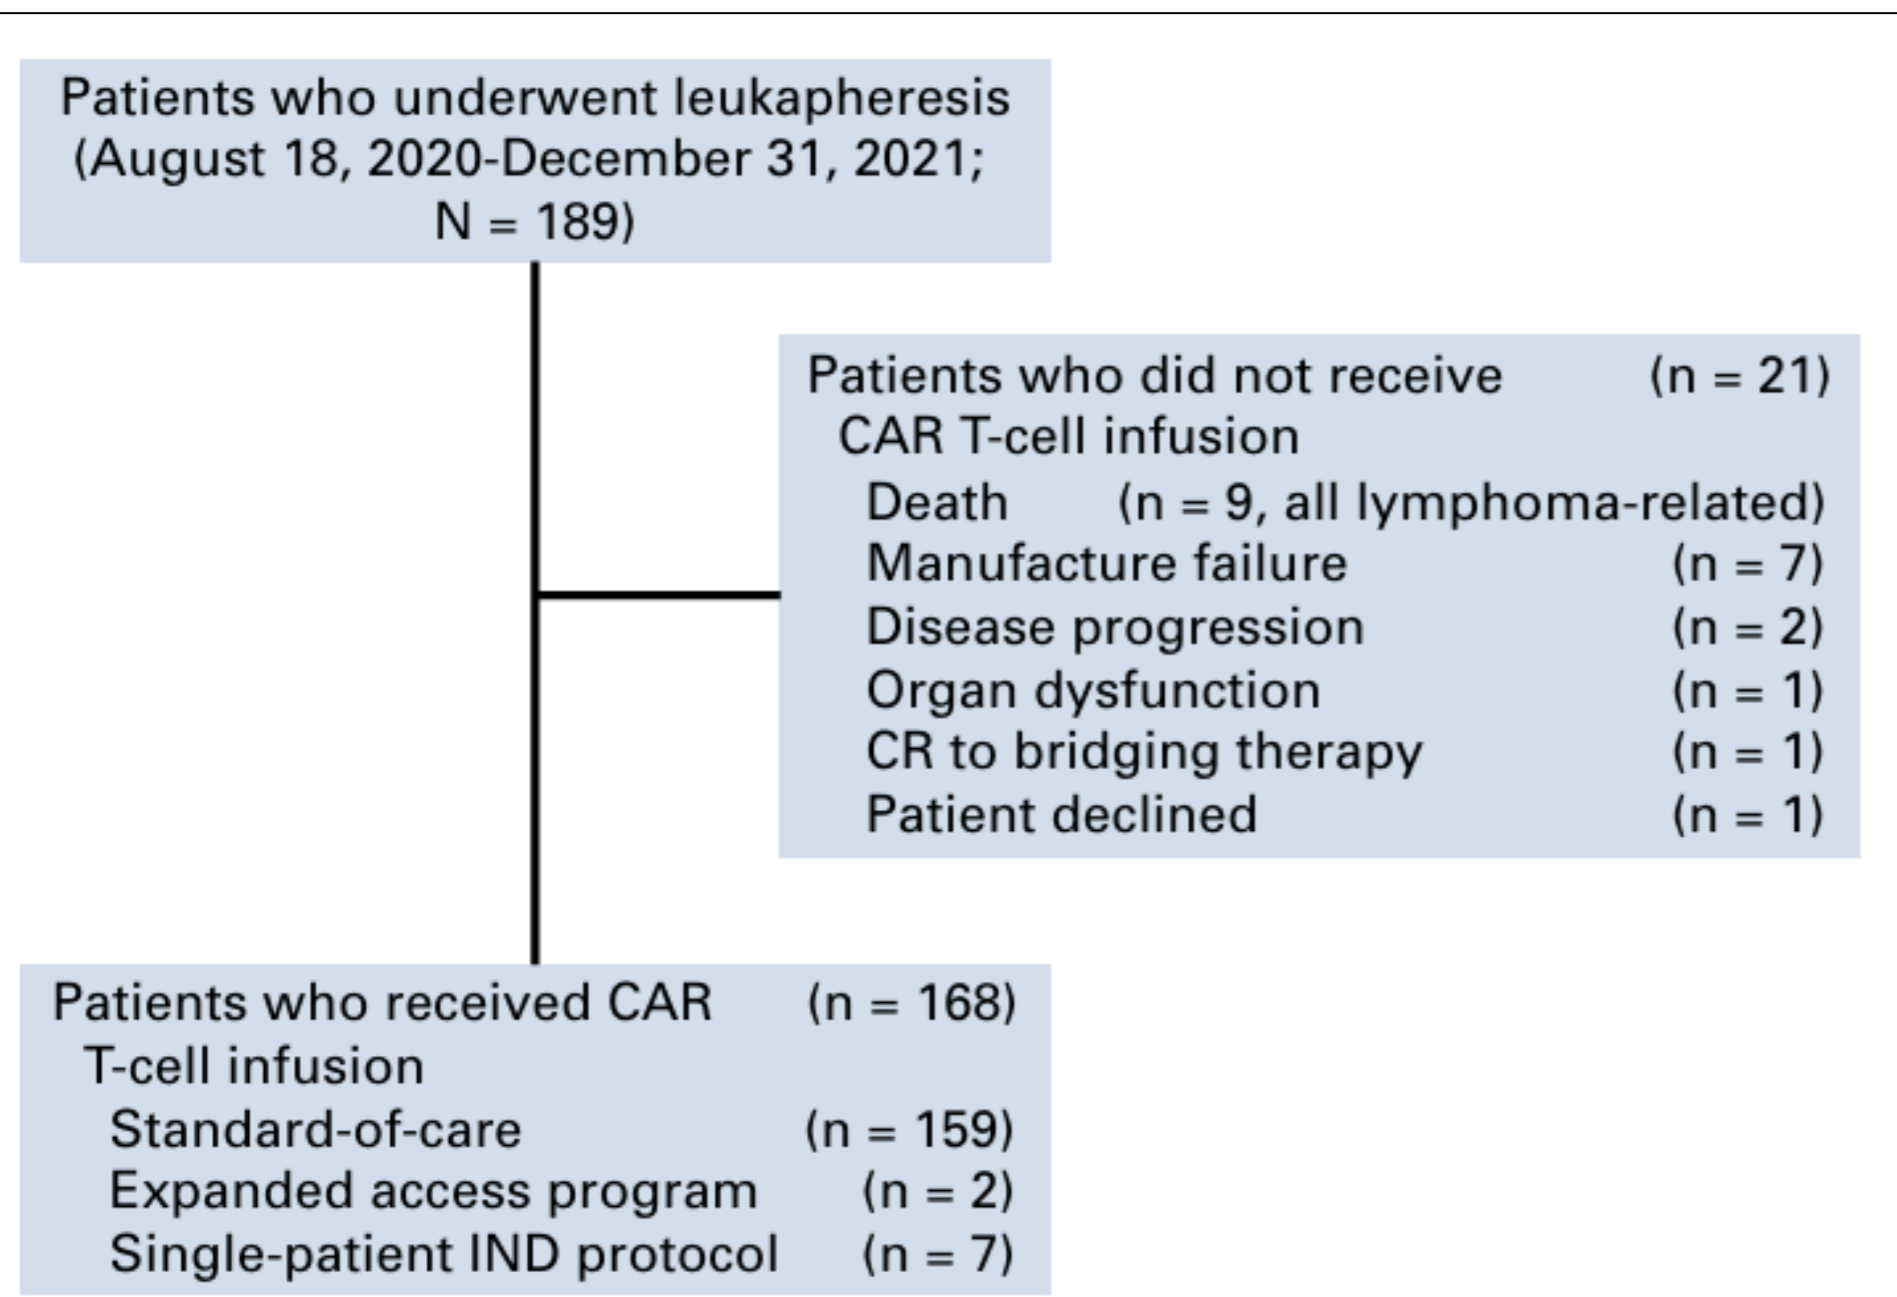 Patients who underwent leukapheresis
(August 18, 2020-December 31, 2021;
N = 189)
Patients who did not receive (n = 21)
CAR T-cell infusion
Death (n = 9, all lymphoma-related)
Manufacture failure (n = 7)
Disease progression (n = 2)
Organ dysfunction (n = 1)
CR to bridging therapy (n = 1)
Patient declined (n = 1)
Patients who received CAR (n = 168)
T-cell infusion
Standard-of-care (n = 159)
Expanded access program (n = 2)
Single-patient IND protocol (n = 7)